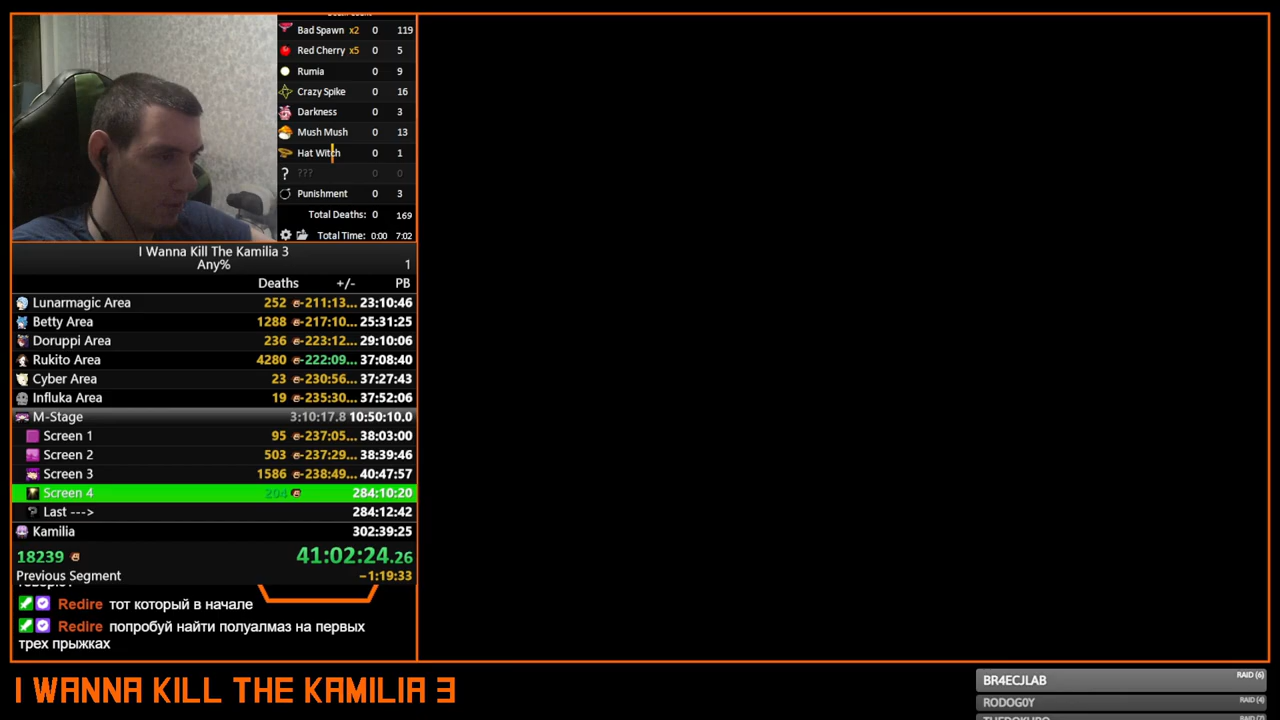 Bad Spawn x2 0 119
Red Cherry x5 0 5
Rumia 0 9
Crazy Spike 0 16
Darkness 0 3
Mush Mush 0 13
Hat Witch 0 1
? ??? 0 0
Punishment 0 3
Total Deaths: 0 169
Total Time: 0:00 7:02
I Wanna Kill The Kamilia 3
Any% 1
Deaths +/- PB
Lunarmagic Area 252 -211:13... 23:10:46
Betty Area 1288 -217:10... 25:31:25
Doruppi Area 236 -223:12... 29:10:06
Rukito Area 4280 -222:09... 37:08:40
Cyber Area 23 -230:56... 37:27:43
Influka Area 19 -235:30... 37:52:06
M-Stage 3:10:17.8 10:50:10.0
Screen 1 95 -237:05... 38:03:00
Screen 2 503 -237:29... 38:39:46
Screen 3 1586 -238:49... 40:47:57
Screen 4 204 284:10:20
Last ---> 284:12:42
Kamilia 302:39:25
18239 41:02:24.26
Previous Segment −1:19:33
Redire тот который в начале
Redire попробуй найти полуалмаз на первых
трех прыжках
I WANNA KILL THE KAMILIA 3
BR4ECJLAB RAID (6)
RODOG0Y RAID (4)